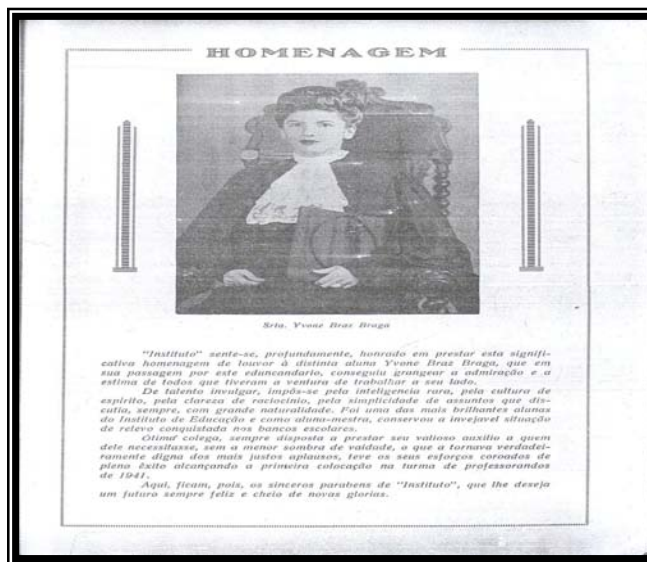 HOMENAGEM
Srta. Yvone Braz Braga
"Instituto" sente-se, profundamente, honrado em prestar esta signifi-
cativa homenagem de louvor à distinta aluna Yvone Braz Braga, que em
sua passagem por este eduncandario, conseguiu grangear a admiração e a
estima de todos que tiveram a ventura de trabalhar a seu lado.
De talento invulgar, impôs-se pela inteligencia rara, pela cultura de
espirito, pela clareza de raciocinio, pela simplicidade de assuntos que dis-
cutia, sempre, com grande naturalidade. Foi uma das mais brilhantes alunas
do Instituto de Educação e como aluna-mestra, conservou a invejavel situação
de relevo conquistada nos bancos escolares.
Otima colega, sempre disposta a prestar seu valioso auxilio a quem
dele necessitasse, sem a menor sombra de vaidade, o que a tornava verdadei-
ramente digna dos mais justos aplausos, teve os seus esforços coroados de
pleno êxito alcançando a primeira colocação na turma de professorandos
de 1941.
Aqui, ficam, pois, os sinceros parabens de "Instituto", que lhe deseja
um futuro sempre feliz e cheio de novas glorias.